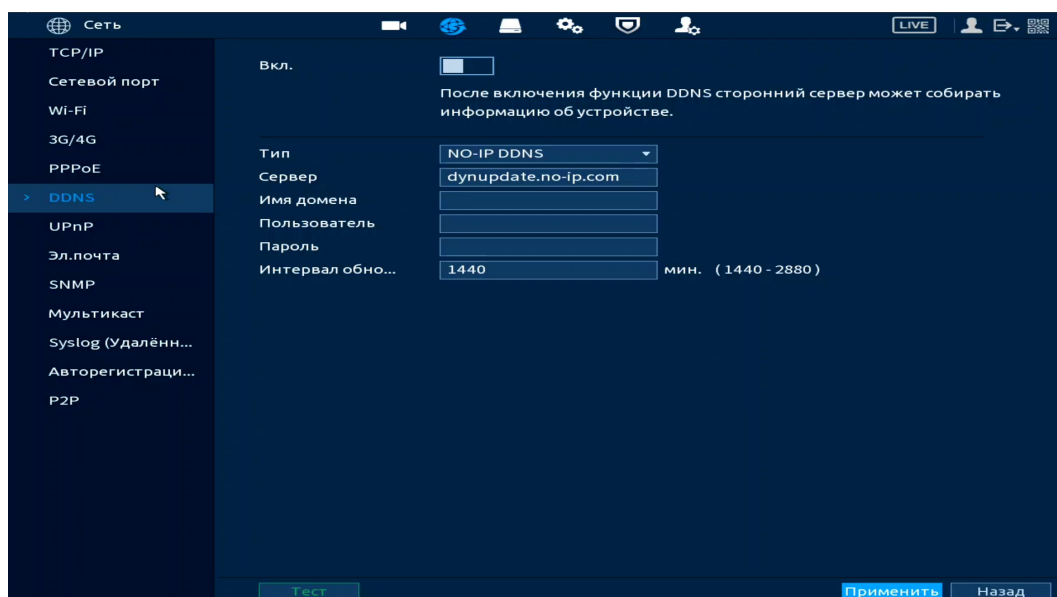 Сеть
LIVE
TCP/IP
Сетевой порт
Wi-Fi
3G/4G
PPPoE
> DDNS
UPnP
Эл.почта
SNMP
Мультикаст
Syslog (Удалённ...
Авторегистраци...
P2P
Вкл.
После включения функции DDNS сторонний сервер может собирать
информацию об устройстве.
Тип NO-IP DDNS
Сервер dynupdate.no-ip.com
Имя домена
Пользователь
Пароль
Интервал обно... 1440 мин. (1440 - 2880)
Тест Применить Назад